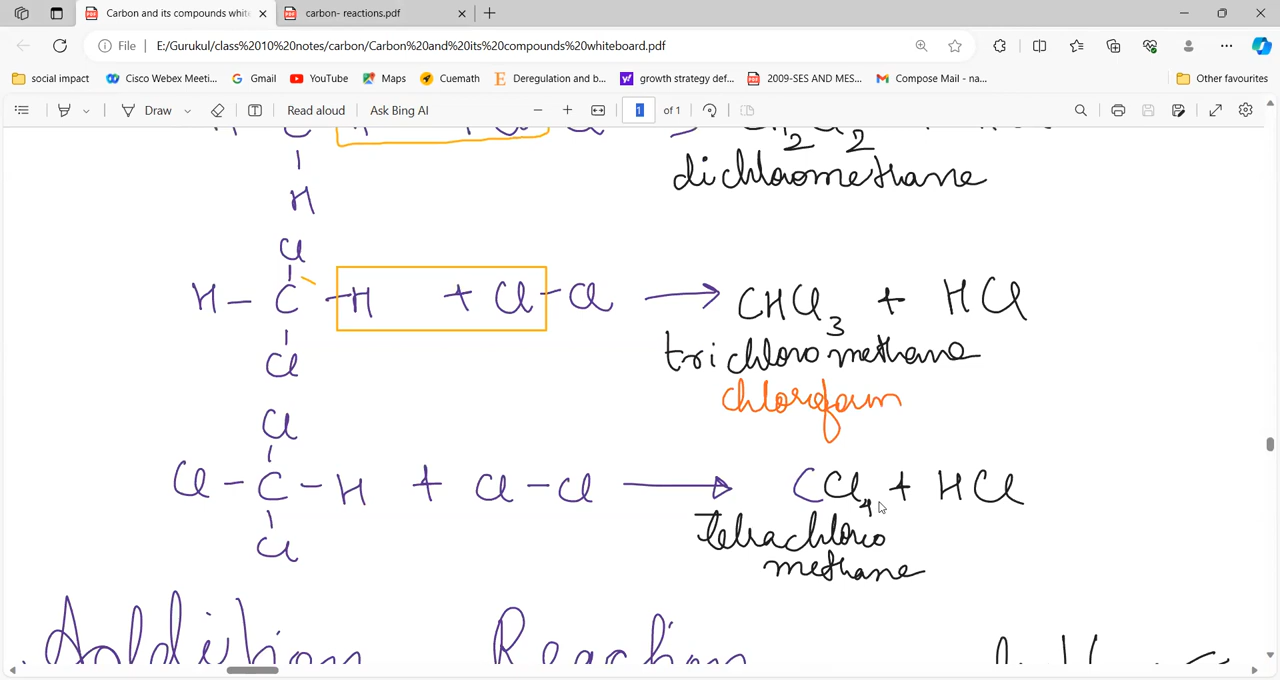 Carbon and its compounds white
carbon- reactions.pdf
File E:/Gurukul/class%2010%20notes/carbon/Carbon%20and%20its%20compounds%20whiteboard.pdf
social impact Cisco Webex Meeti... Gmail YouTube Maps Cuemath Deregulation and b... growth strategy def... 2009-SES AND MES... Compose Mail - na... Other favourites
Draw Read aloud Ask Bing AI 1 of 1
2 2
dichloromethane
H
Cl
H - C - H + Cl - Cl → CHCl3 + HCl
Cl
trichloromethane
chloroform
Cl
Cl - C - H + Cl - Cl → CCl4 + HCl
Cl
Tetrachloro
methane
Addition Reaction